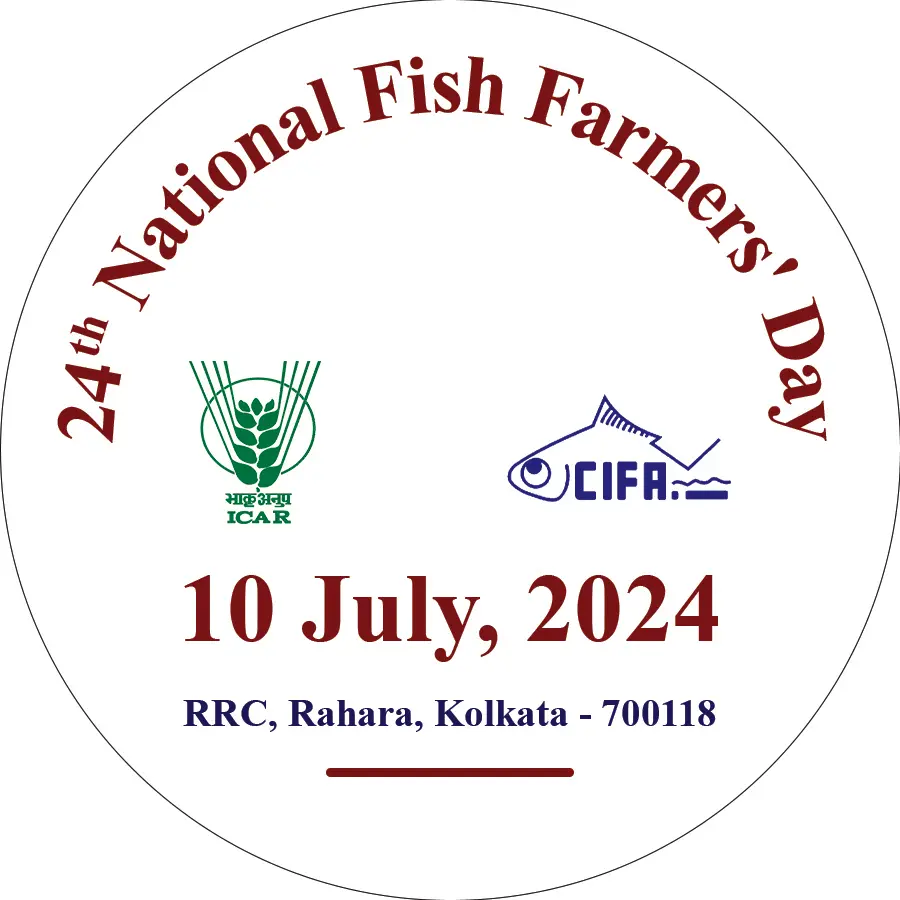 24th National Fish Farmers' Day
भाकृअनुप
ICAR
CIFA
10 July, 2024
RRC, Rahara, Kolkata - 700118